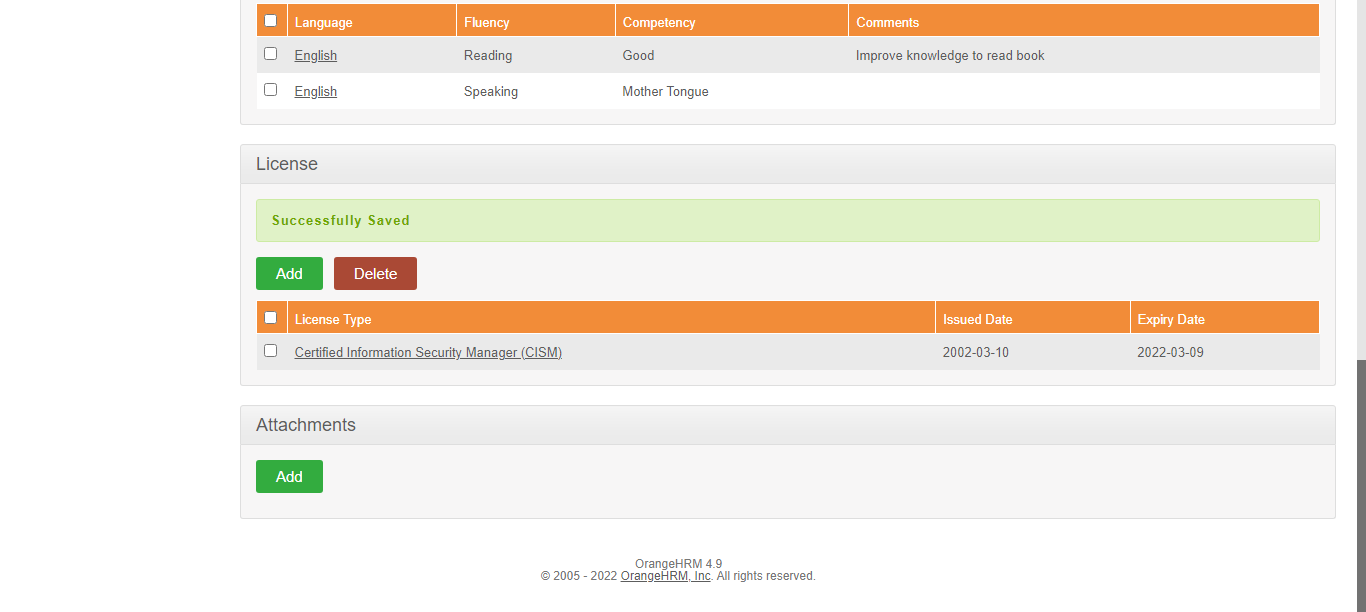 Language Fluency Competency Comments
English Reading Good Improve knowledge to read book
English Speaking Mother Tongue
License
Successfully Saved
Add Delete
License Type Issued Date Expiry Date
Certified Information Security Manager (CISM) 2002-03-10 2022-03-09
Attachments
Add
OrangeHRM 4.9
© 2005 - 2022 OrangeHRM, Inc. All rights reserved.